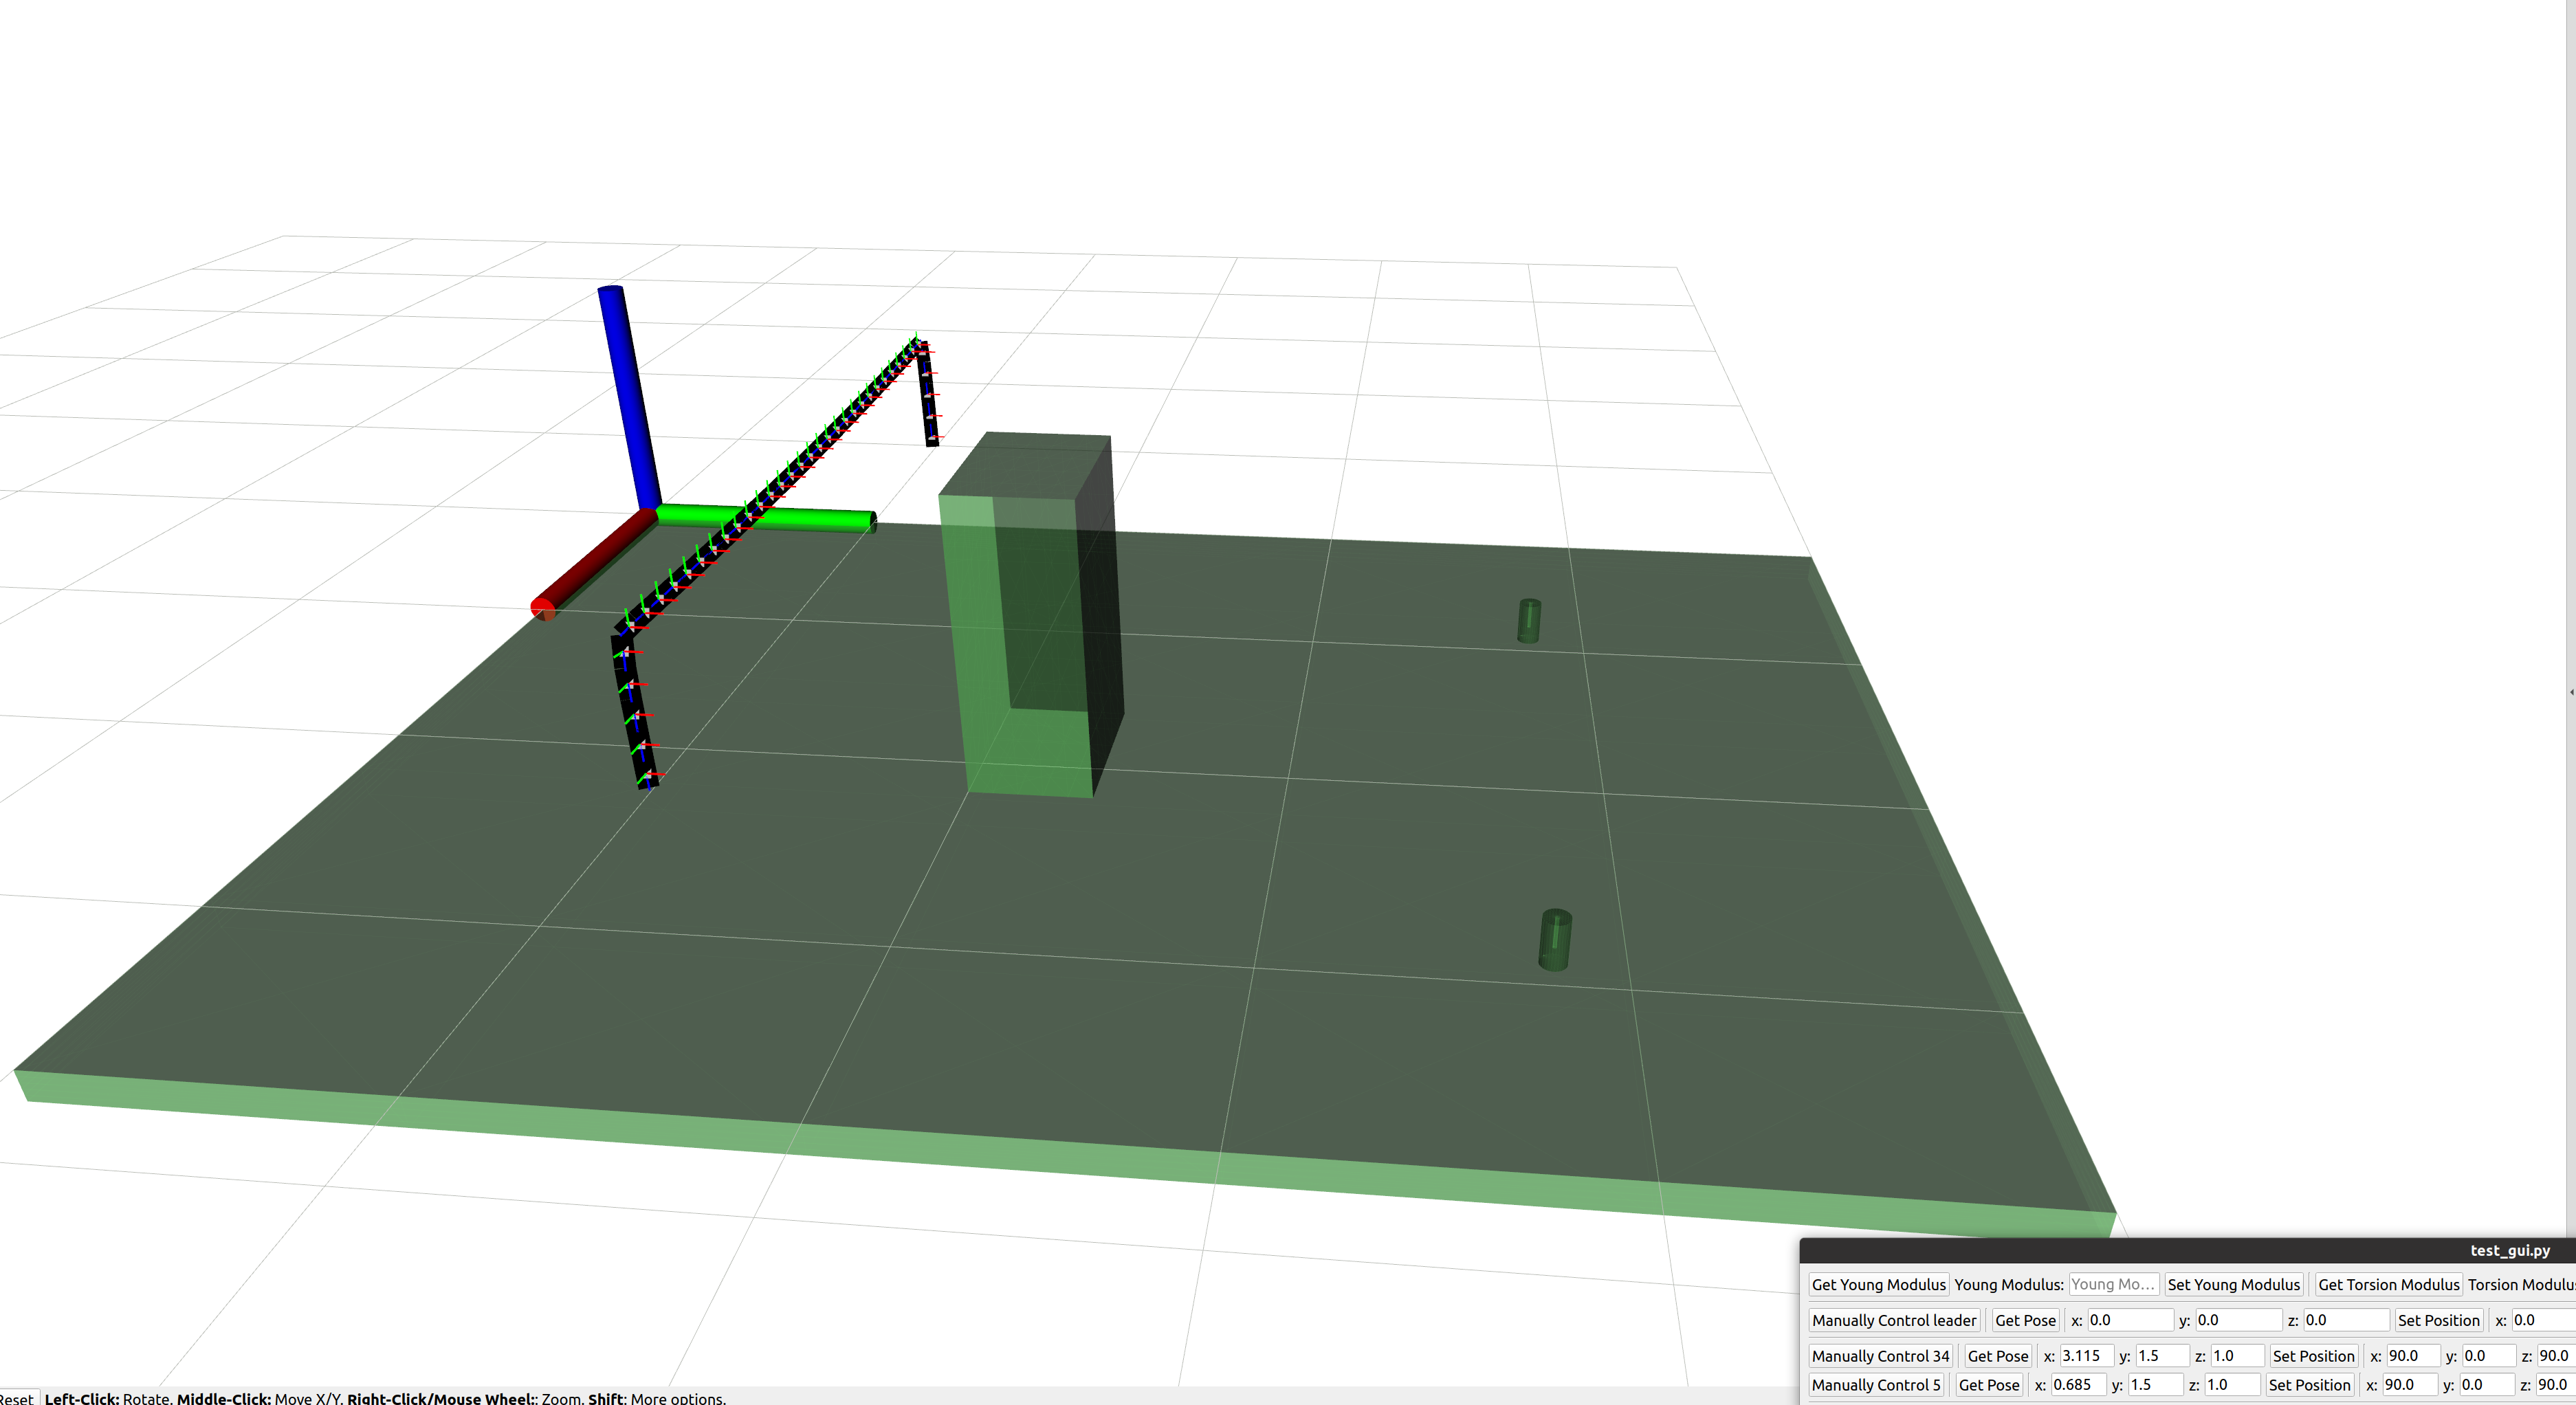 test_gui.py
Get Young Modulus Young Modulus: Young Mo... Set Young Modulus Get Torsion Modulus Torsion Modulu
Manually Control leader Get Pose x: 0.0 y: 0.0 z: 0.0 Set Position x: 0.0
Manually Control 34 Get Pose x: 3.115 y: 1.5 z: 1.0 Set Position x: 90.0 y: 0.0 z: 90.0
Manually Control 5 Get Pose x: 0.685 y: 1.5 z: 1.0 Set Position x: 90.0 y: 0.0 z: 90.0
Reset Left-Click: Rotate. Middle-Click: Move X/Y. Right-Click/Mouse Wheel:: Zoom. Shift: More options.